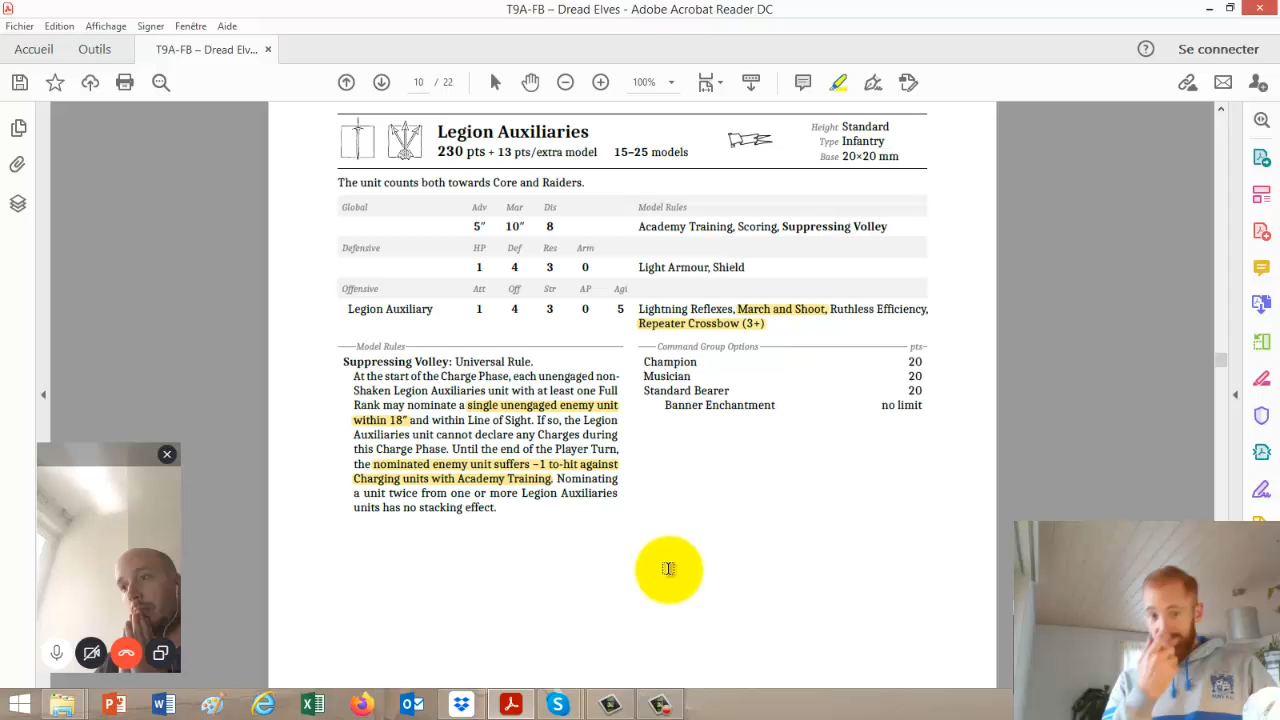 T9A-FB – Dread Elves - Adobe Acrobat Reader DC
Fichier Edition Affichage Signer Fenêtre Aide
Accueil Outils T9A-FB – Dread Elv... × Se connecter
10 / 22 100%
Legion Auxiliaries
230 pts + 13 pts/extra model 15–25 models
Height Standard
Type Infantry
Base 20×20 mm
The unit counts both towards Core and Raiders.
Global Adv Mar Dis Model Rules
5″ 10″ 8 Academy Training, Scoring, Suppressing Volley
Defensive HP Def Res Arm
1 4 3 0 Light Armour, Shield
Offensive Att Off Str AP Agi
Legion Auxiliary 1 4 3 0 5 Lightning Reflexes, March and Shoot, Ruthless Efficiency,
Repeater Crossbow (3+)
Model Rules
Suppressing Volley: Universal Rule.
At the start of the Charge Phase, each unengaged non-
Shaken Legion Auxiliaries unit with at least one Full
Rank may nominate a single unengaged enemy unit
within 18″ and within Line of Sight. If so, the Legion
Auxiliaries unit cannot declare any Charges during
this Charge Phase. Until the end of the Player Turn,
the nominated enemy unit suffers −1 to-hit against
Charging units with Academy Training. Nominating
a unit twice from one or more Legion Auxiliaries
units has no stacking effect.
Command Group Options pts
Champion 20
Musician 20
Standard Bearer 20
Banner Enchantment no limit